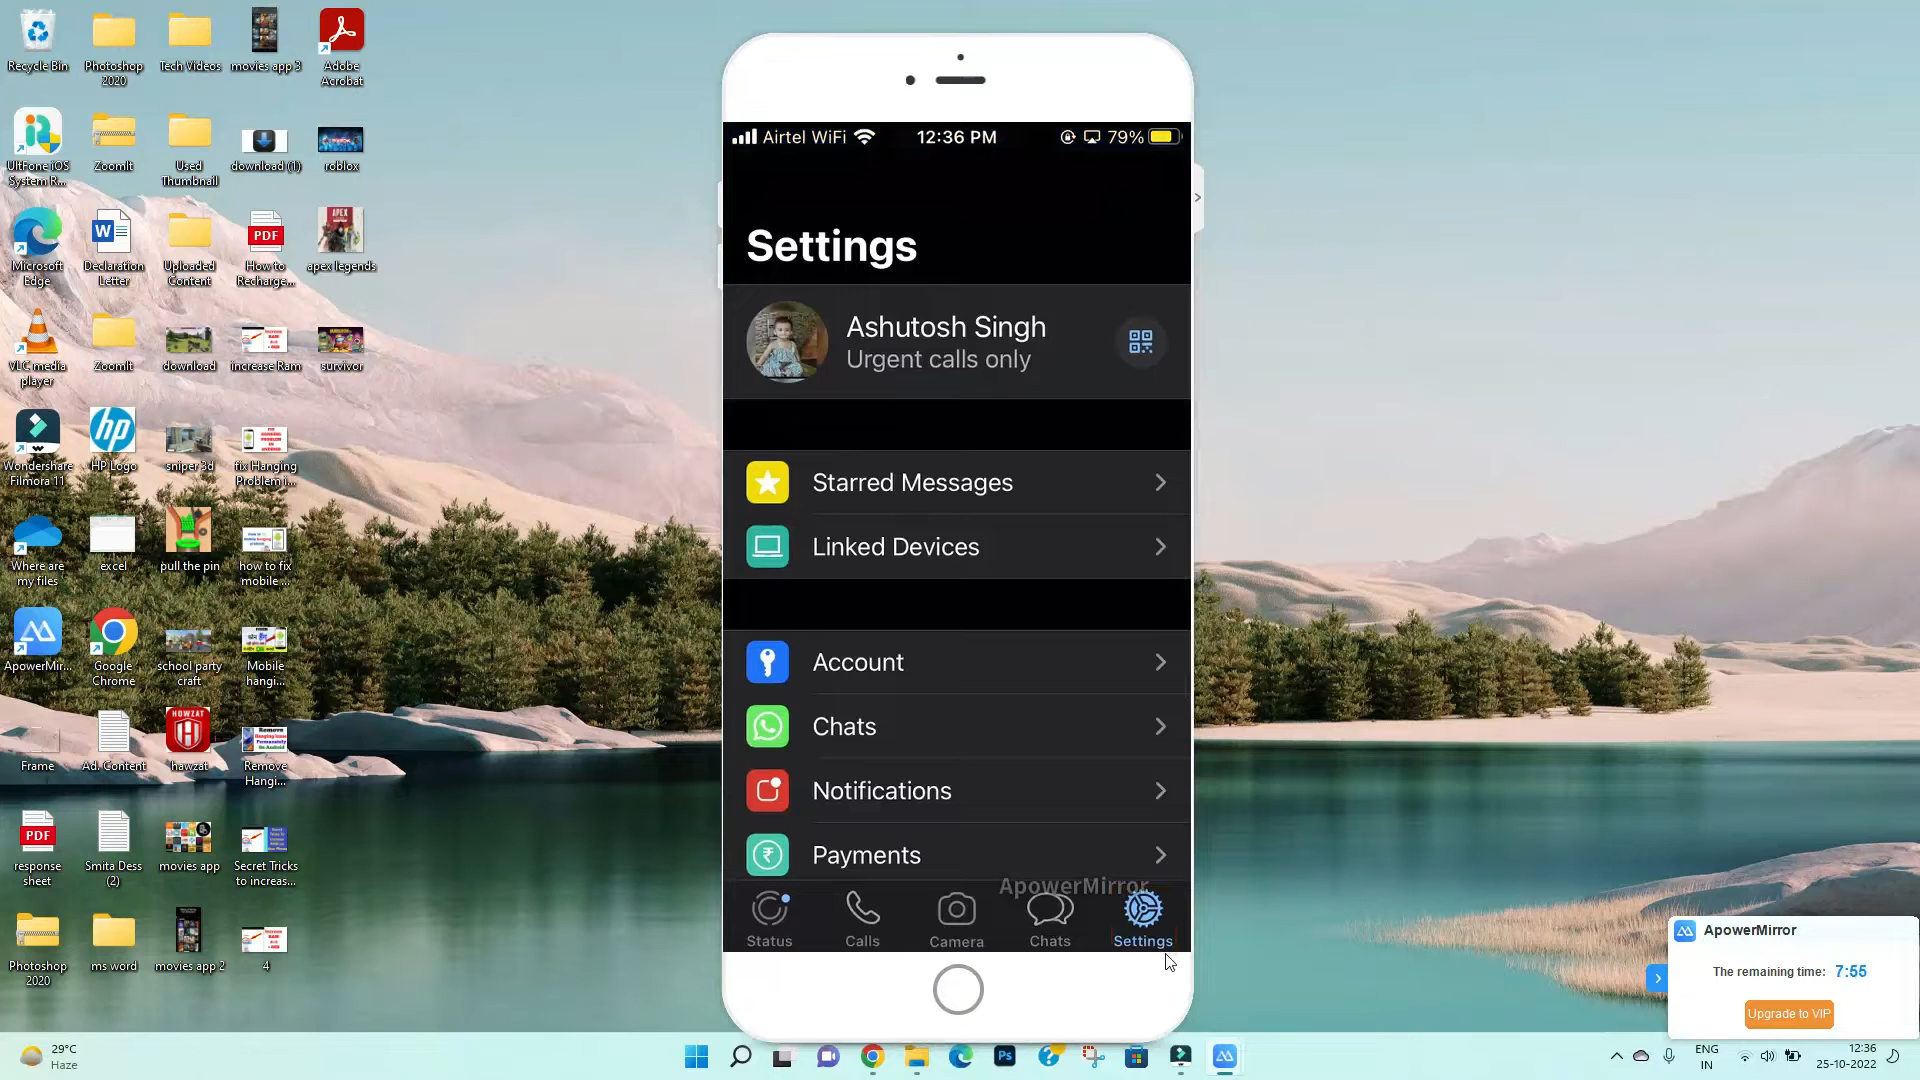 Recycle Bin
Photoshop
2020
Tech Videos
movies app 3
Adobe
Acrobat
UltFone iOS
System R...
ZoomIt
Used
Thumbnail
download (1)
roblox
Microsoft
Edge
Declaration
Letter
Uploaded
Content
PDF
How to
Recharge...
APEX
apex legends
VLC media
player
ZoomIt
download
increase Ram
survivor
Wondershare
Filmora 11
HP Logo
sniper 3d
fix Hanging
Problem i...
Where are
my files
excel
pull the pin
how to fix
mobile ...
ApowerMir...
Google
Chrome
school party
craft
Mobile
hangi...
Frame
Ad. Content
HOWZAT
hawzat
Remove
Hangi...
PDF
response
sheet
Smita Dess
(2)
movies app
Secret Tricks
to increas...
Photoshop
2020
ms word
movies app 2
4
Airtel WiFi
12:36 PM
79%
Settings
Ashutosh Singh
Urgent calls only
Starred Messages
Linked Devices
Account
Chats
Notifications
Payments
ApowerMirror
Status
Calls
Camera
Chats
Settings
ApowerMirror
The remaining time: 7:55
Upgrade to VIP
29°C
Haze
Ps
ENG
IN
12:36
25-10-2022